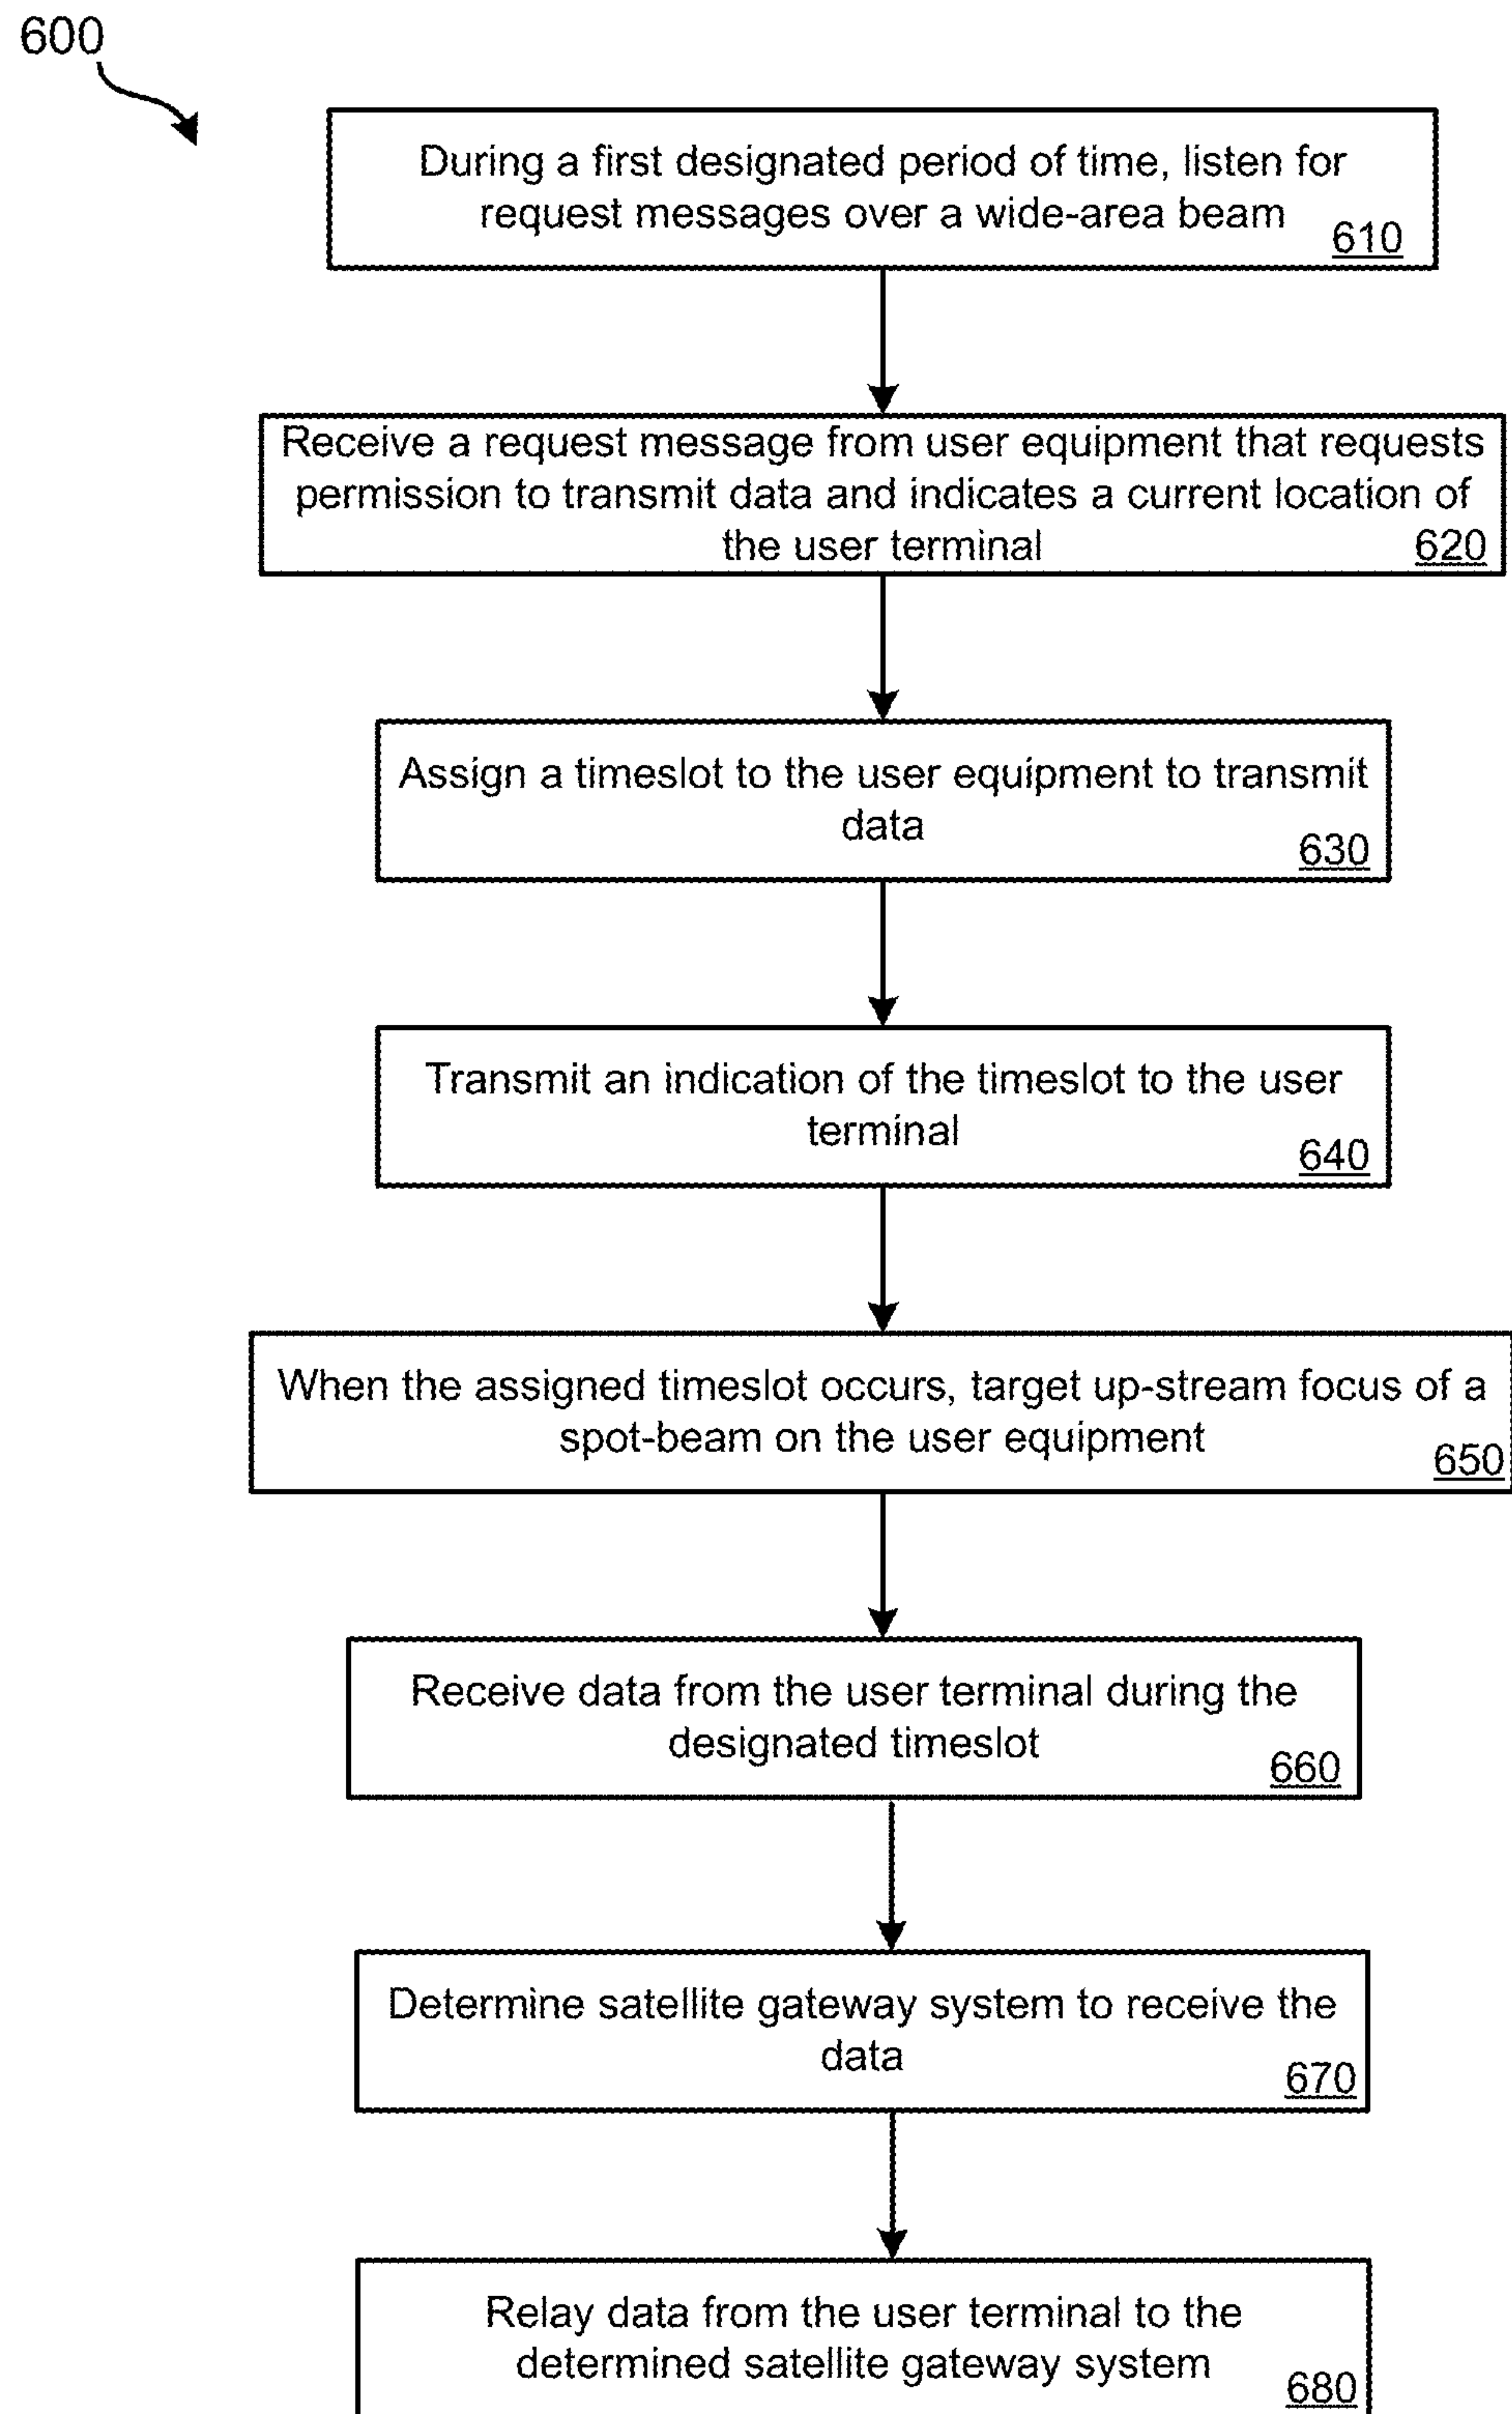 600
During a first designated period of time, listen for
request messages over a wide-area beam
610
Receive a request message from user equipment that requests
permission to transmit data and indicates a current location of
the user terminal
620
Assign a timeslot to the user equipment to transmit
data
630
Transmit an indication of the timeslot to the user
terminal
640
When the assigned timeslot occurs, target up-stream focus of a
spot-beam on the user equipment
650
Receive data from the user terminal during the
designated timeslot
660
Determine satellite gateway system to receive the
data
670
Relay data from the user terminal to the
determined satellite gateway system
680